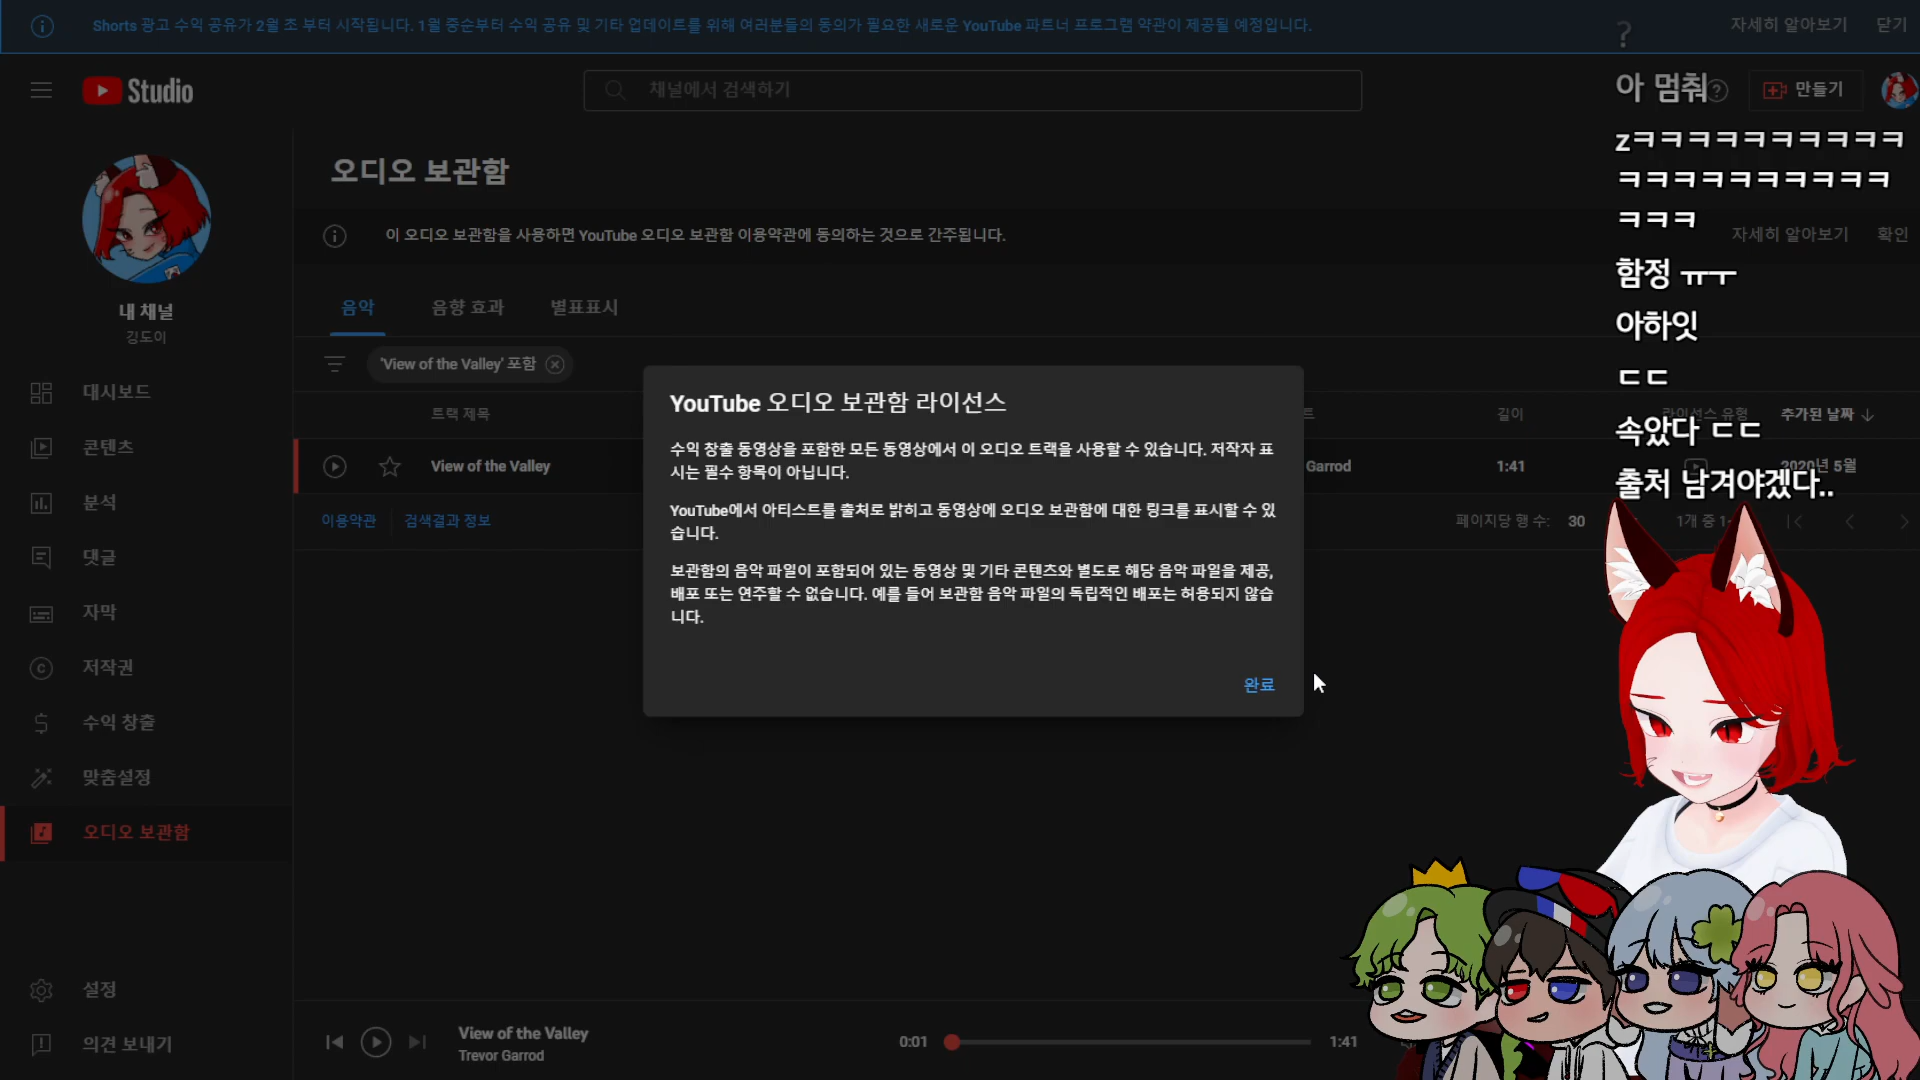 Shorts 광고 수익 공유가 2월 초 부터 시작됩니다. 1월 중순부터 수익 공유 및 기타 업데이트를 위해 여러분들의 동의가 필요한 새로운 YouTube 파트너 프로그램 약관이 제공될 예정입니다.
자세히 알아보기
닫기
?
Studio
채널에서 검색하기
아 멈춰
만들기
zㅋㅋㅋㅋㅋㅋㅋㅋㅋㅋ
ㅋㅋㅋㅋㅋㅋㅋㅋㅋㅋ
ㅋㅋㅋ
오디오 보관함
이 오디오 보관함을 사용하면 YouTube 오디오 보관함 이용약관에 동의하는 것으로 간주됩니다.
자세히 알아보기
확인
함정 ㅠㅜ
아하잇
ㄷㄷ
속았다 ㄷㄷ
출처 남겨야겠다..
내 채널
깅도이
음악
음향 효과
별표표시
'View of the Valley' 포함
대시보드
콘텐츠
분석
댓글
자막
저작권
수익 창출
맞춤설정
오디오 보관함
설정
의견 보내기
트랙 제목
길이
라이선스 유형
추가된 날짜
View of the Valley
Garrod
1:41
2020년 5월
이용약관
검색결과 정보
페이지당 행 수:
30
1개 중 1-
YouTube 오디오 보관함 라이선스
수익 창출 동영상을 포함한 모든 동영상에서 이 오디오 트랙을 사용할 수 있습니다. 저작자 표
시는 필수 항목이 아닙니다.
YouTube에서 아티스트를 출처로 밝히고 동영상에 오디오 보관함에 대한 링크를 표시할 수 있
습니다.
보관함의 음악 파일이 포함되어 있는 동영상 및 기타 콘텐츠와 별도로 해당 음악 파일을 제공,
배포 또는 연주할 수 없습니다. 예를 들어 보관함 음악 파일의 독립적인 배포는 허용되지 않습
니다.
완료
View of the Valley
Trevor Garrod
0:01
1:41